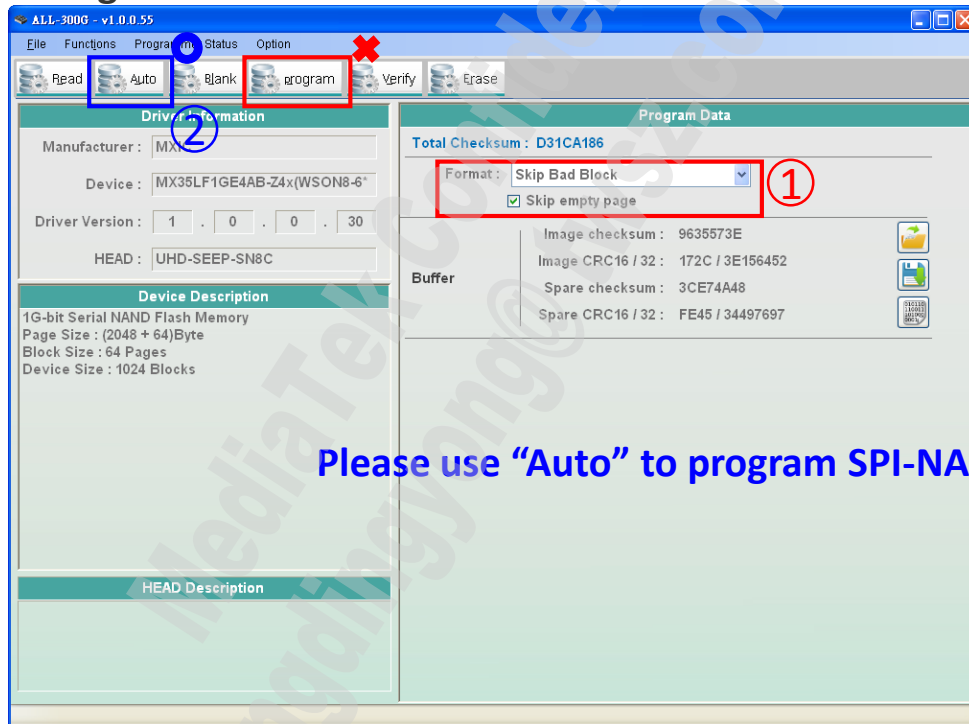 ALL-300G - v1.0.0.55
File Functions Programme Status Option
Read Auto Blank program Verify Erase
②
Driver Information
Manufacturer :
Device : MX35LF1GE4AB-Z4x(WSON8-6*
Driver Version : 1 . 0 . 0 . 30
HEAD : UHD-SEEP-SN8C
Device Description
1G-bit Serial NAND Flash Memory
Page Size : (2048 + 64)Byte
Block Size : 64 Pages
Device Size : 1024 Blocks
HEAD Description
Program Data
Total Checksum : D31CA186
Format : Skip Bad Block
①
Skip empty page
Buffer
Image checksum : 9635573E
Image CRC16 / 32 : 172C / 3E156452
Spare checksum : 3CE74A48
Spare CRC16 / 32 : FE45 / 34497697
Please use “Auto” to program SPI-NA